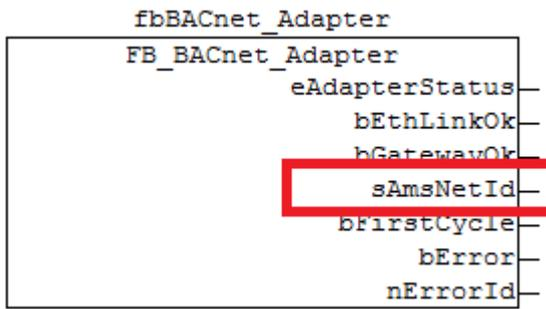 fbBACnet_Adapter
FB_BACnet_Adapter
eAdapterStatus
bEthLinkOk
bGatewayOk
sAmsNetId
bFirstCycle
bError
nErrorId